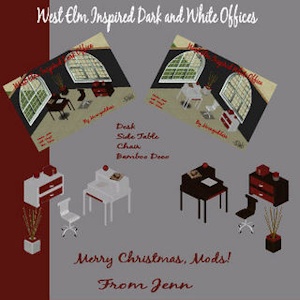 West Elm Inspired Dark and White Offices
Desk
Side Table
Chair
Bamboo Deco
Merry Christmas, Mods!
From Jenn